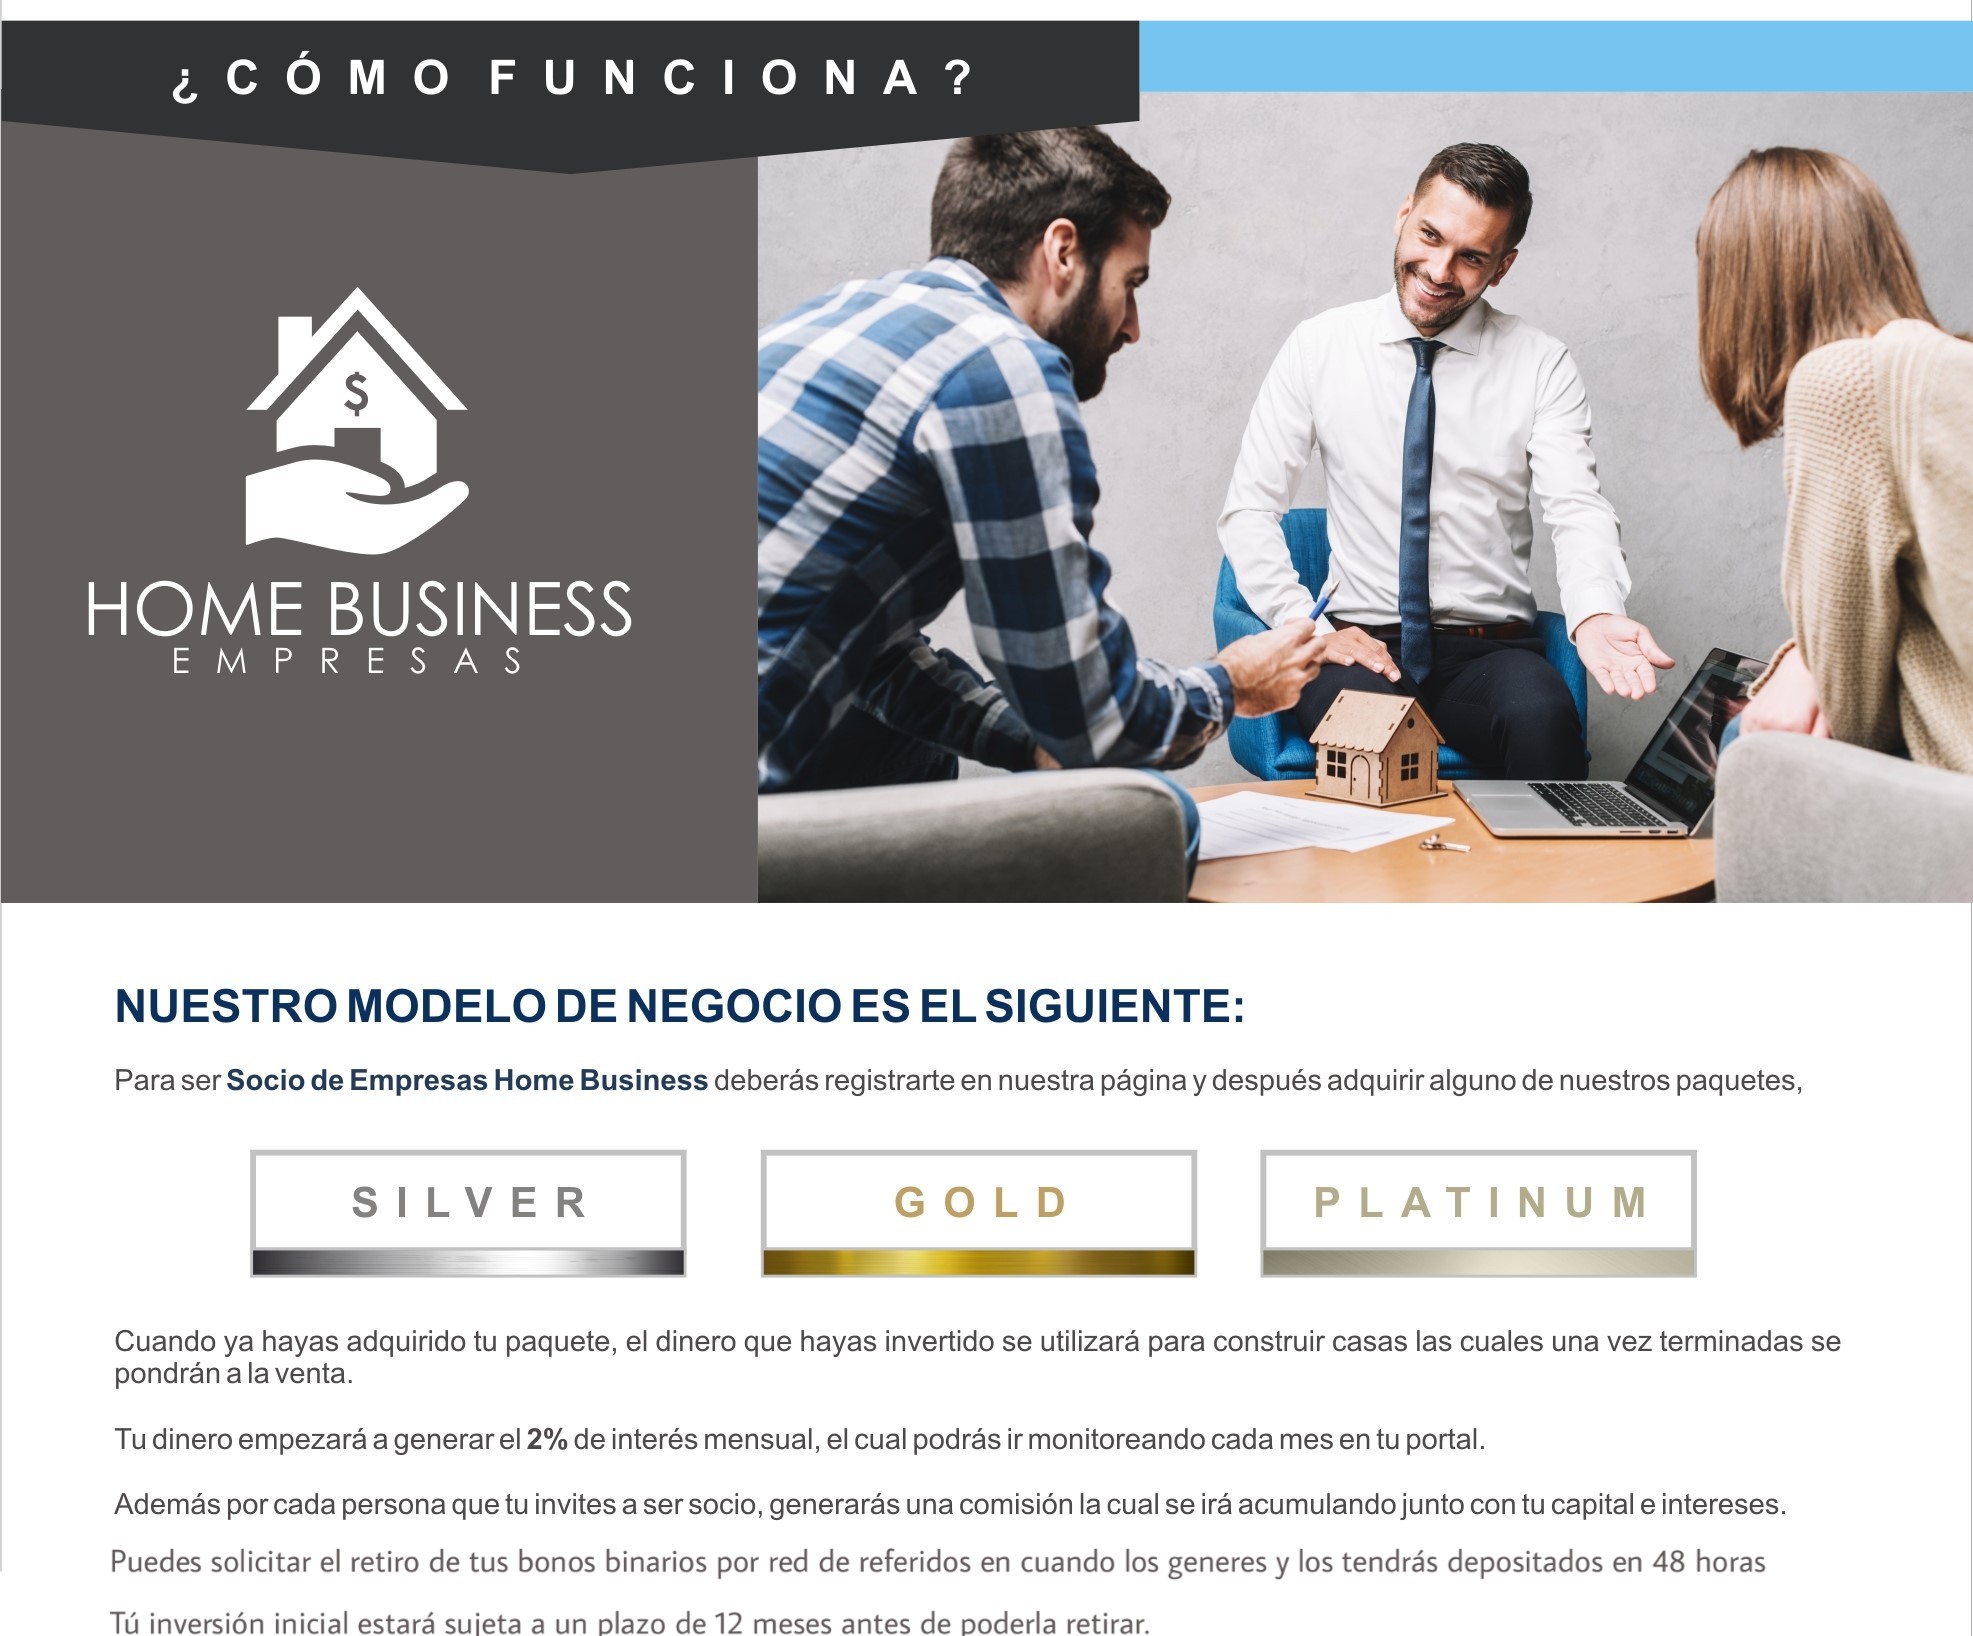 ¿CÓMO FUNCIONA?
$
HOME BUSINESS
EMPRESAS
NUESTRO MODELO DE NEGOCIO ES EL SIGUIENTE:
Para ser Socio de Empresas Home Business deberás registrarte en nuestra página y después adquirir alguno de nuestros paquetes,
SILVER
GOLD
PLATINUM
Cuando ya hayas adquirido tu paquete, el dinero que hayas invertido se utilizará para construir casas las cuales una vez terminadas se
pondrán a la venta.
Tu dinero empezará a generar el 2% de interés mensual, el cual podrás ir monitoreando cada mes en tu portal.
Además por cada persona que tu invites a ser socio, generarás una comisión la cual se irá acumulando junto con tu capital e intereses.
Puedes solicitar el retiro de tus bonos binarios por red de referidos en cuando los generes y los tendrás depositados en 48 horas
Tú inversión inicial estará sujeta a un plazo de 12 meses antes de poderla retirar.